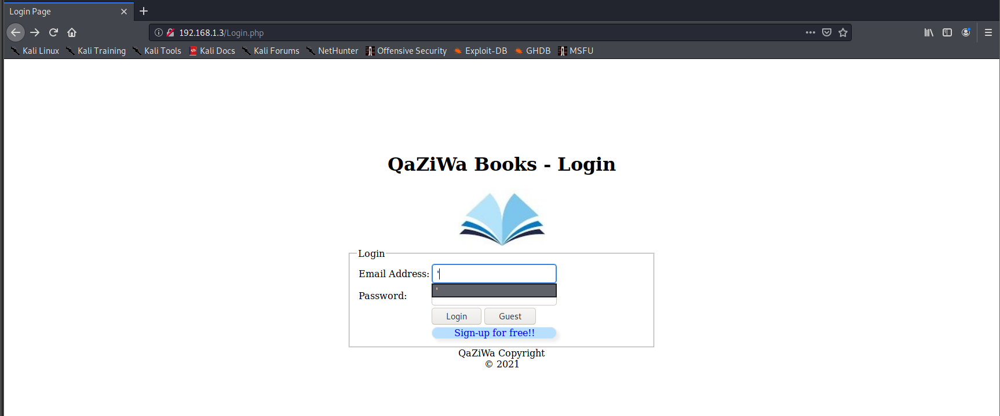 Login Page
192.168.1.3/Login.php
Kali Linux Kali Training Kali Tools Kali Docs Kali Forums NetHunter Offensive Security Exploit-DB GHDB MSFU
QaZiWa Books - Login
Login
Email Address: '
'
Password:
Login Guest
Sign-up for free!!
QaZiWa Copyright
© 2021